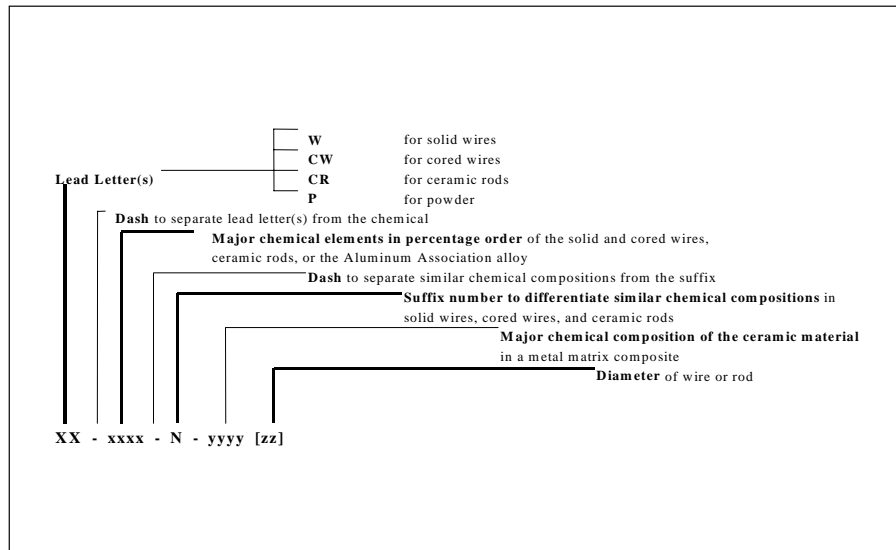 W for solid wires
CW for cored wires
Lead Letter(s) CR for ceramic rods
P for powder
Dash to separate lead letter(s) from the chemical
Major chemical elements in percentage order of the solid and cored wires,
ceramic rods, or the Aluminum Association alloy
Dash to separate similar chemical compositions from the suffix
Suffix number to differentiate similar chemical compositions in
solid wires, cored wires, and ceramic rods
Major chemical composition of the ceramic material
in a metal matrix composite
Diameter of wire or rod
XX - xxxx - N - yyyy [zz]